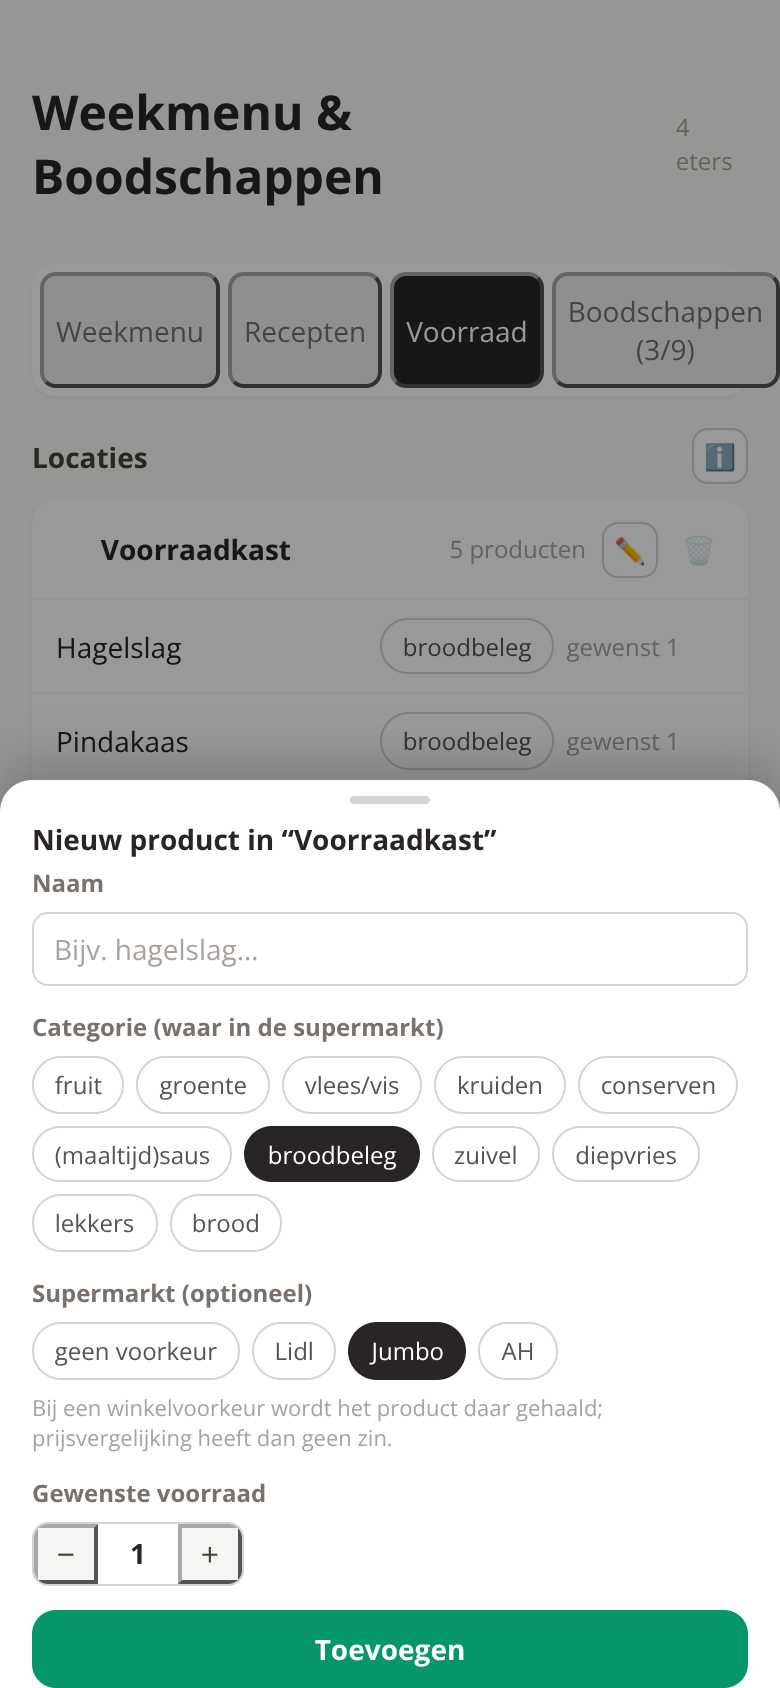 Weekmenu &
Boodschappen
4
eters
Weekmenu
Recepten
Voorraad
Boodschappen
(3/9)
Locaties
Voorraadkast
5 producten
Hagelslag
broodbeleg
gewenst 1
Pindakaas
broodbeleg
gewenst 1
Nieuw product in “Voorraadkast”
Naam
Bijv. hagelslag...
Categorie (waar in de supermarkt)
fruit
groente
vlees/vis
kruiden
conserven
(maaltijd)saus
broodbeleg
zuivel
diepvries
lekkers
brood
Supermarkt (optioneel)
geen voorkeur
Lidl
Jumbo
AH
Bij een winkelvoorkeur wordt het product daar gehaald;
prijsvergelijking heeft dan geen zin.
Gewenste voorraad
− 1 +
Toevoegen